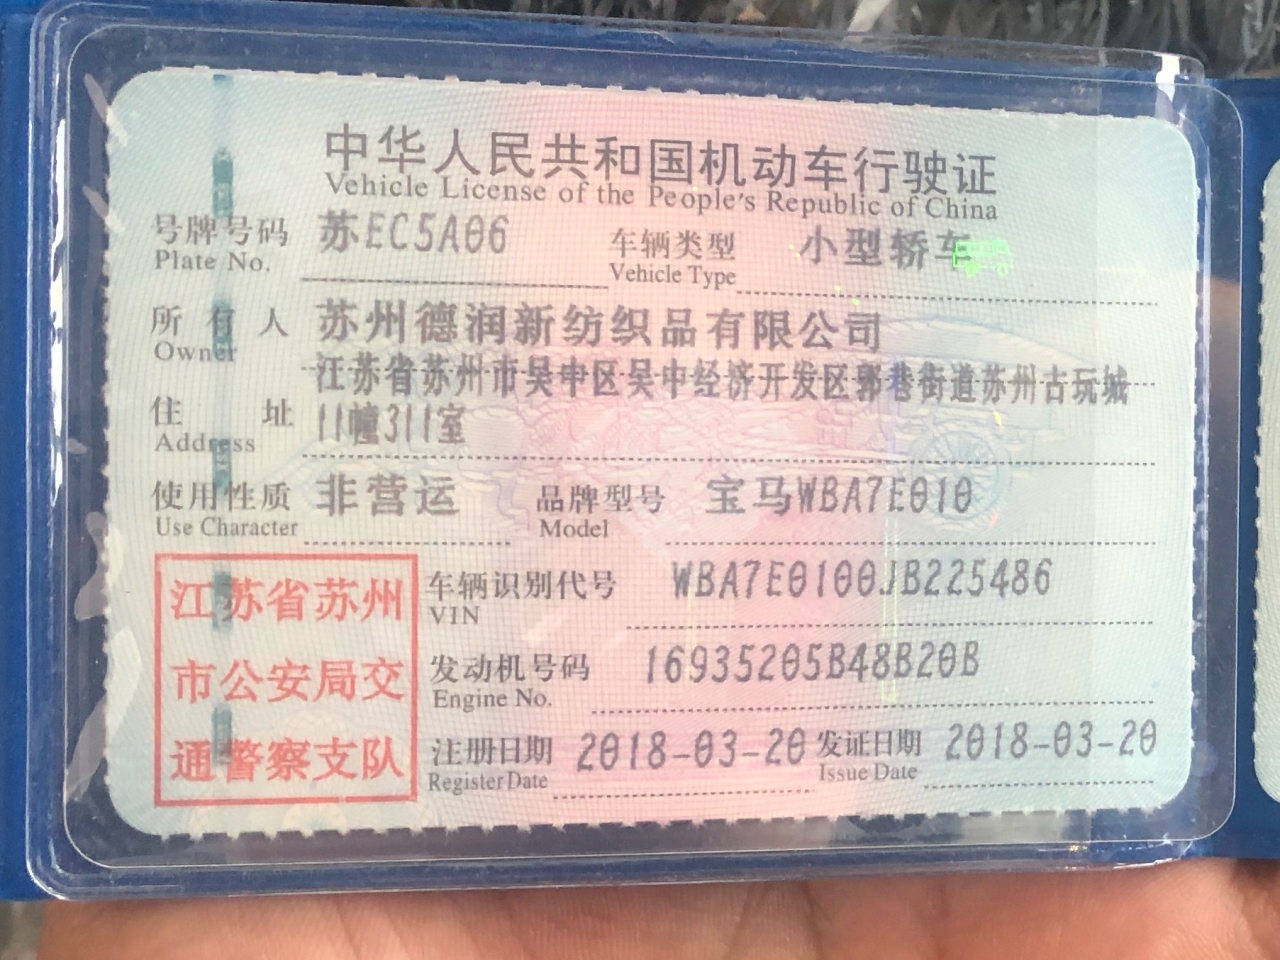 中华人民共和国机动车行驶证
Vehicle License of the People's Republic of China
号牌号码 苏EC5A06 车辆类型 小型轿车
Plate No. Vehicle Type
所有人 苏州德润新纺织品有限公司
Owner
江苏省苏州市吴中区吴中经济开发区郭巷街道苏州古玩城
住址 11幢311室
Address
使用性质 非营运 品牌型号 宝马WBA7E010
Use Character Model
江苏省苏州
市公安局交
通警察支队
车辆识别代号 WBA7E0100JB225486
VIN
发动机号码 16935205B48B20B
Engine No.
注册日期 2018-03-20 发证日期 2018-03-20
Register Date Issue Date